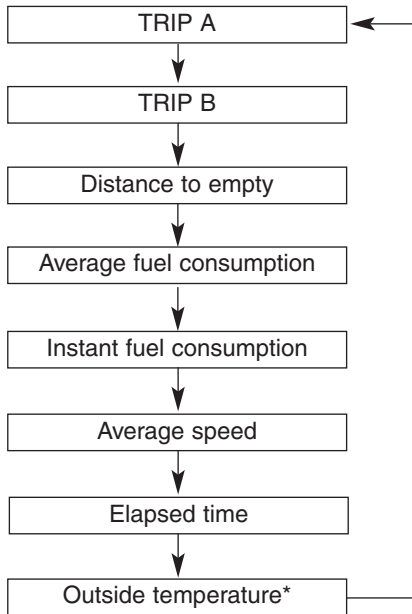 TRIP A
TRIP B
Distance to empty
Average fuel consumption
Instant fuel consumption
Average speed
Elapsed time
Outside temperature*